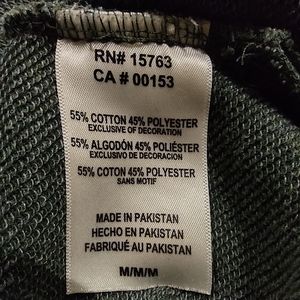 RN# 15763
CA # 00153
55% COTTON 45% POLYESTER
EXCLUSIVE OF DECORATION
55% ALGODÓN 45% POLIÉSTER
EXCLUSIVO DE DECORACIÓN
55% COTON 45% POLYESTER
SANS MOTIF
MADE IN PAKISTAN
HECHO EN PAKISTAN
FABRIQUÉ AU PAKISTAN
M/M/M